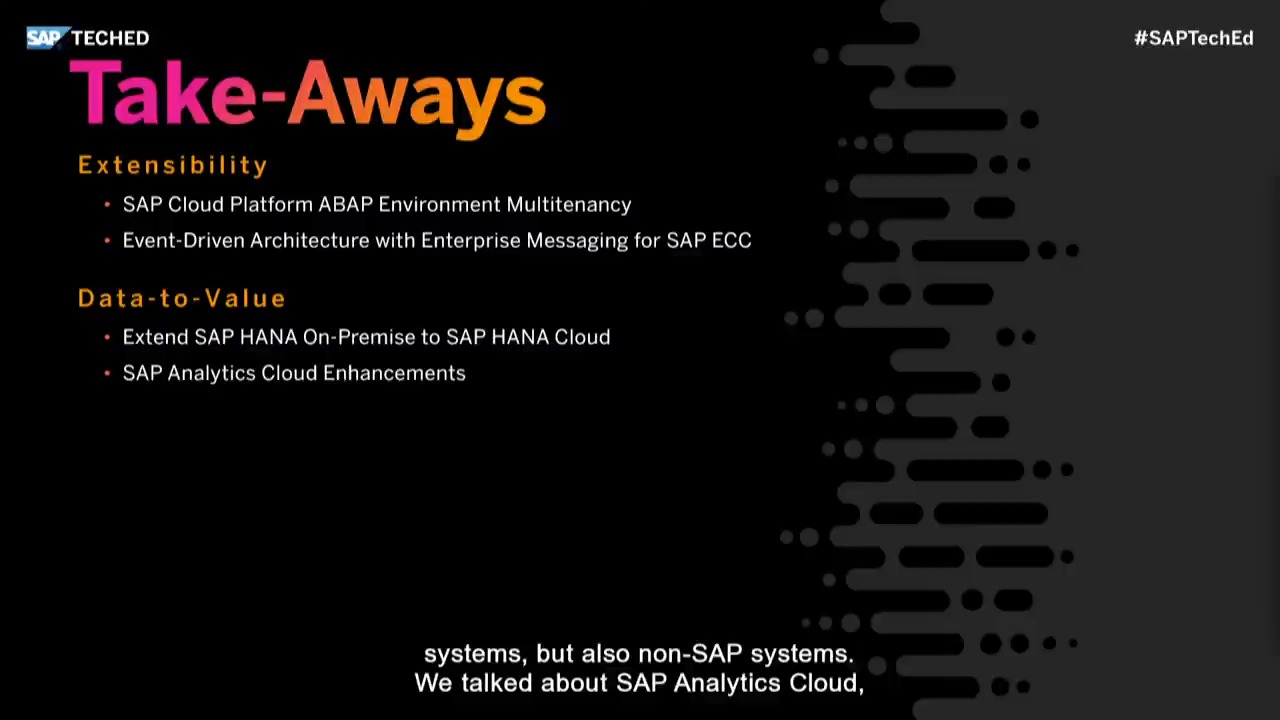 SAP TECHED
#SAPTechEd
Take-Aways
Extensibility
• SAP Cloud Platform ABAP Environment Multitenancy
• Event-Driven Architecture with Enterprise Messaging for SAP ECC
Data-to-Value
• Extend SAP HANA On-Premise to SAP HANA Cloud
• SAP Analytics Cloud Enhancements
systems, but also non-SAP systems.
We talked about SAP Analytics Cloud,